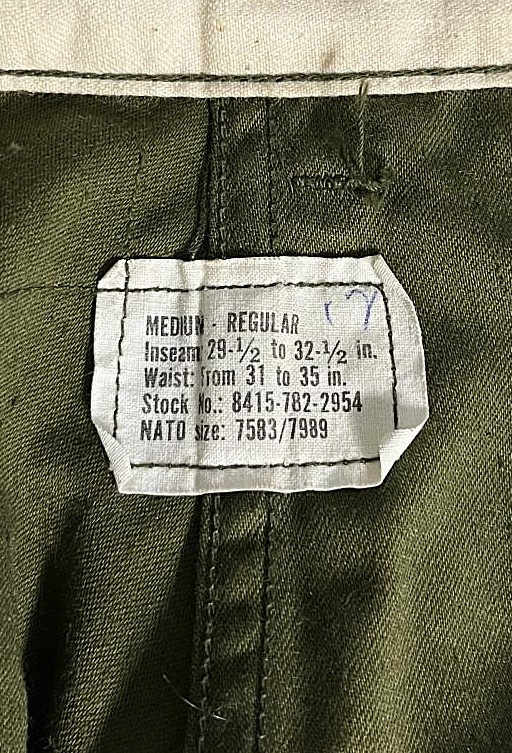 MEDIUM - REGULAR
Inseam 29-½ to 32-½ in.
Waist: from 31 to 35 in.
Stock No.: 8415-782-2954
NATO size: 7583/7989